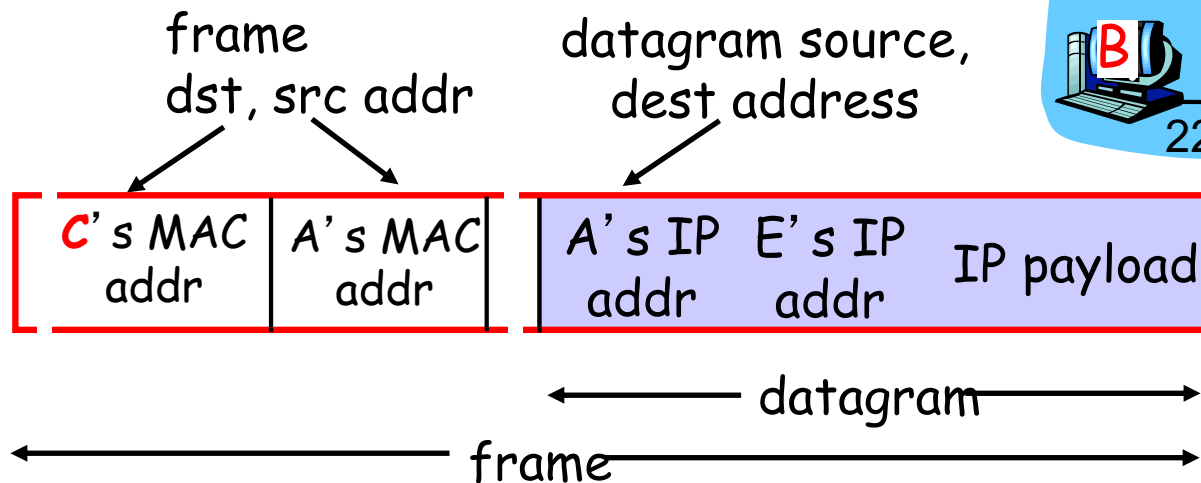 frame
dst, src addr
datagram source,
dest address
B
22
C’s MAC
addr
A’s MAC
addr
A’s IP
addr
E’s IP
addr
IP payload
datagram
frame